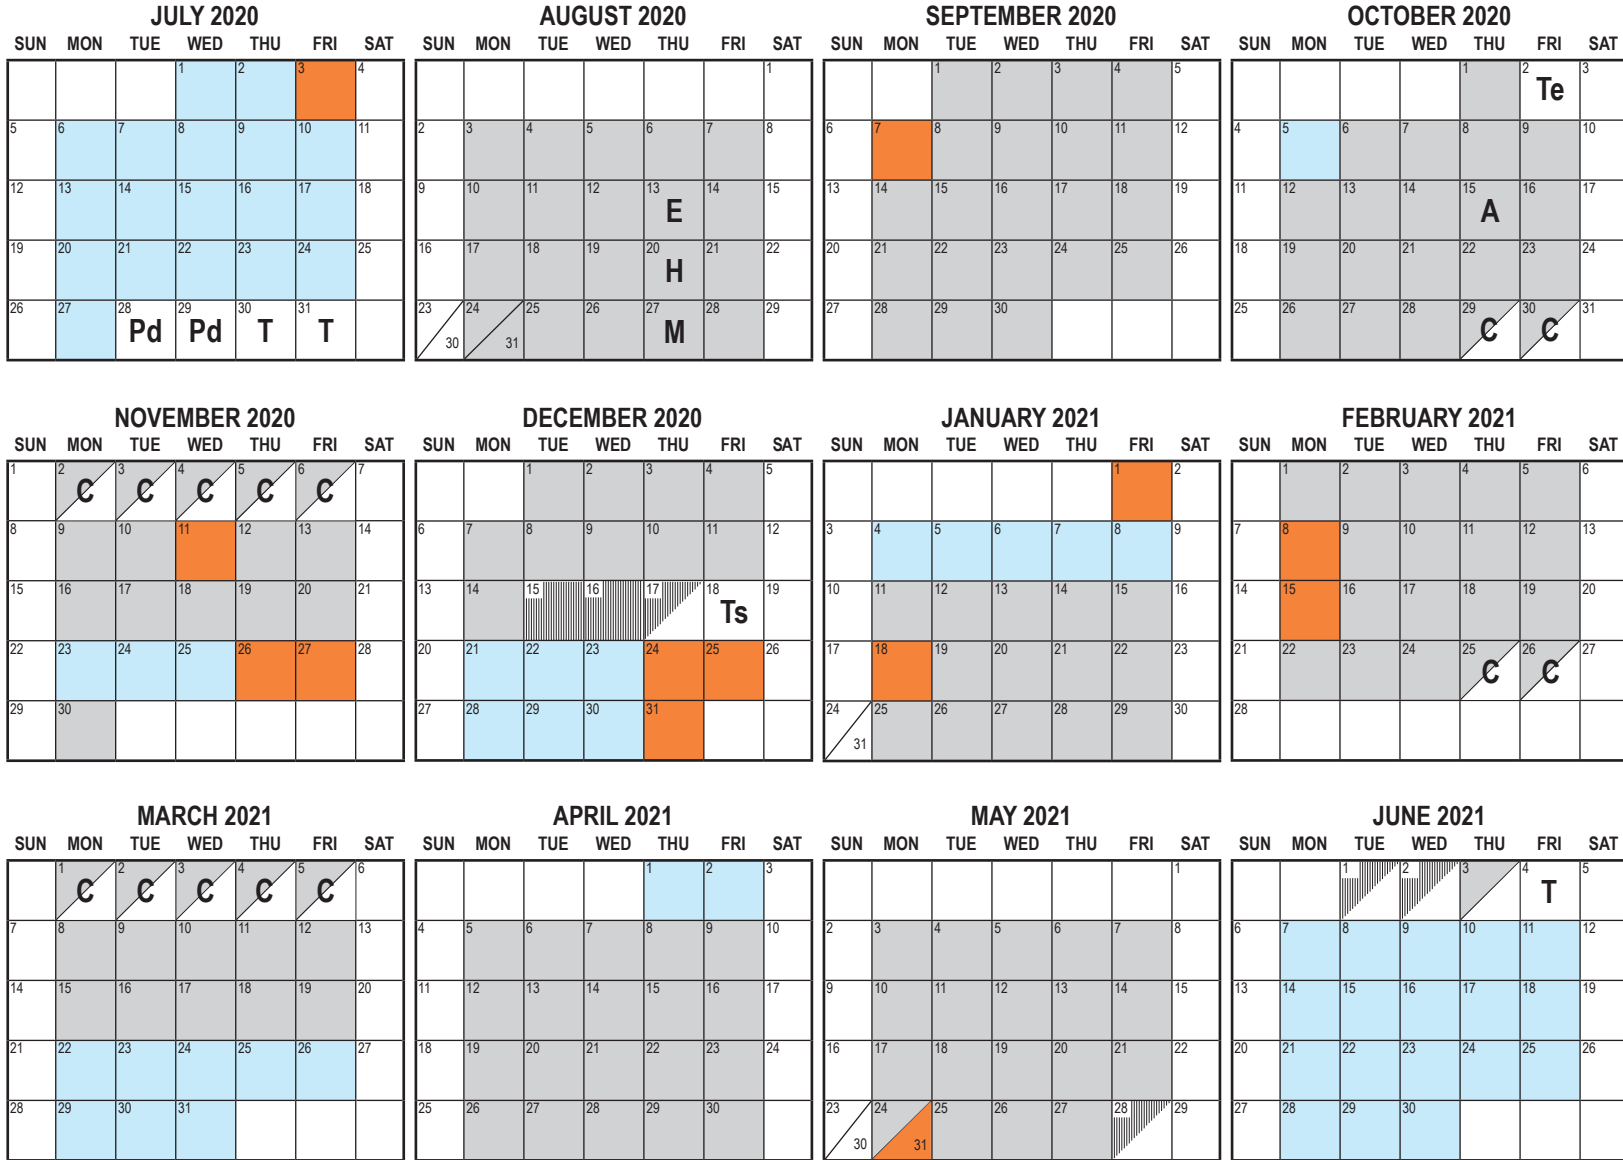 JULY 2020
SUN MON TUE WED THU FRI SAT
1 2 3 4
5 6 7 8 9 10 11
12 13 14 15 16 17 18
19 20 21 22 23 24 25
26 27 28 29 30 31
Pd Pd T T
AUGUST 2020
SUN MON TUE WED THU FRI SAT
1
2 3 4 5 6 7 8
9 10 11 12 13 14 15
E
16 17 18 19 20 21 22
H
23 24 25 26 27 28 29
M
30 31
SEPTEMBER 2020
SUN MON TUE WED THU FRI SAT
1 2 3 4 5
6 7 8 9 10 11 12
13 14 15 16 17 18 19
20 21 22 23 24 25 26
27 28 29 30
OCTOBER 2020
SUN MON TUE WED THU FRI SAT
1 2 3
Te
4 5 6 7 8 9 10
11 12 13 14 15 16 17
A
18 19 20 21 22 23 24
25 26 27 28 29 30 31
C C
NOVEMBER 2020
SUN MON TUE WED THU FRI SAT
1 2 3 4 5 6 7
C C C C C
8 9 10 11 12 13 14
15 16 17 18 19 20 21
22 23 24 25 26 27 28
29 30
DECEMBER 2020
SUN MON TUE WED THU FRI SAT
1 2 3 4 5
6 7 8 9 10 11 12
13 14 15 16 17 18 19
Ts
20 21 22 23 24 25 26
27 28 29 30 31
JANUARY 2021
SUN MON TUE WED THU FRI SAT
1 2
3 4 5 6 7 8 9
10 11 12 13 14 15 16
17 18 19 20 21 22 23
24 25 26 27 28 29 30
31
FEBRUARY 2021
SUN MON TUE WED THU FRI SAT
1 2 3 4 5 6
7 8 9 10 11 12 13
14 15 16 17 18 19 20
21 22 23 24 25 26 27
C C
28
MARCH 2021
SUN MON TUE WED THU FRI SAT
1 2 3 4 5 6
C C C C C
7 8 9 10 11 12 13
14 15 16 17 18 19 20
21 22 23 24 25 26 27
28 29 30 31
APRIL 2021
SUN MON TUE WED THU FRI SAT
1 2 3
4 5 6 7 8 9 10
11 12 13 14 15 16 17
18 19 20 21 22 23 24
25 26 27 28 29 30
MAY 2021
SUN MON TUE WED THU FRI SAT
1
2 3 4 5 6 7 8
9 10 11 12 13 14 15
16 17 18 19 20 21 22
23 24 25 26 27 28 29
30 31
JUNE 2021
SUN MON TUE WED THU FRI SAT
1 2 3 4 5
T
6 7 8 9 10 11 12
13 14 15 16 17 18 19
20 21 22 23 24 25 26
27 28 29 30